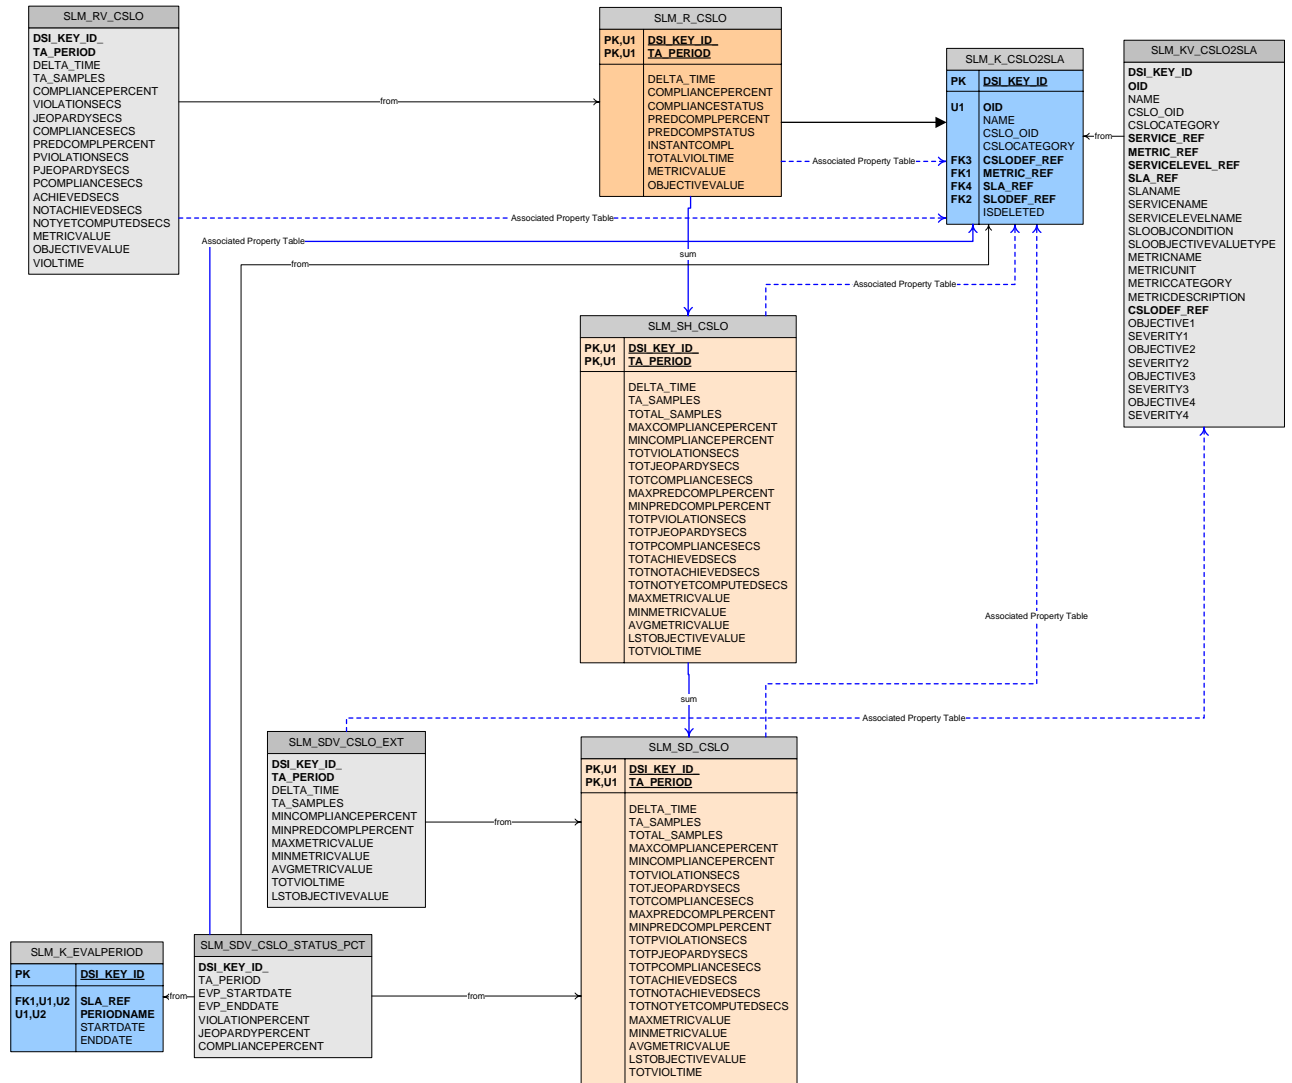 SLM_RV_CSLO
DSI_KEY_ID_
TA_PERIOD
DELTA_TIME
TA_SAMPLES
COMPLIANCEPERCENT
VIOLATIONSECS
JEOPARDYSECS
COMPLIANCESECS
PREDCOMPLPERCENT
PVIOLATIONSECS
PJEOPARDYSECS
PCOMPLIANCESECS
ACHIEVEDSECS
NOTACHIEVEDSECS
NOTYETCOMPUTEDSECS
METRICVALUE
OBJECTIVEVALUE
VIOLTIME
from
SLM_R_CSLO
PK,U1 DSI_KEY_ID_
PK,U1 TA_PERIOD
DELTA_TIME
COMPLIANCEPERCENT
COMPLIANCESTATUS
PREDCOMPLPERCENT
PREDCOMPSTATUS
INSTANTCOMPL
TOTALVIOLTIME
METRICVALUE
OBJECTIVEVALUE
Associated Property Table
SLM_K_CSLO2SLA
PK DSI_KEY_ID
U1 OID
NAME
CSLO_OID
CSLOCATEGORY
FK3 CSLODEF_REF
FK1 METRIC_REF
FK4 SLA_REF
FK2 SLODEF_REF
ISDELETED
from
SLM_KV_CSLO2SLA
DSI_KEY_ID
OID
NAME
CSLO_OID
CSLOCATEGORY
SERVICE_REF
METRIC_REF
SERVICELEVEL_REF
SLA_REF
SLANAME
SERVICENAME
SERVICELEVELNAME
SLOOBJCONDITION
SLOOBJECTIVEVALUETYPE
METRICNAME
METRICUNIT
METRICCATEGORY
METRICDESCRIPTION
CSLODEF_REF
OBJECTIVE1
SEVERITY1
OBJECTIVE2
SEVERITY2
OBJECTIVE3
SEVERITY3
OBJECTIVE4
SEVERITY4
Associated Property Table
Associated Property Table
from
sum
Associated Property Table
SLM_SH_CSLO
PK,U1 DSI_KEY_ID_
PK,U1 TA_PERIOD
DELTA_TIME
TA_SAMPLES
TOTAL_SAMPLES
MAXCOMPLIANCEPERCENT
MINCOMPLIANCEPERCENT
TOTVIOLATIONSECS
TOTJEOPARDYSECS
TOTCOMPLIANCESECS
MAXPREDCOMPLPERCENT
MINPREDCOMPLPERCENT
TOTPVIOLATIONSECS
TOTPJEOPARDYSECS
TOTPCOMPLIANCESECS
TOTACHIEVEDSECS
TOTNOTACHIEVEDSECS
TOTNOTYETCOMPUTEDSECS
MAXMETRICVALUE
MINMETRICVALUE
AVGMETRICVALUE
LSTOBJECTIVEVALUE
TOTVIOLTIME
Associated Property Table
sum
Associated Property Table
SLM_SDV_CSLO_EXT
DSI_KEY_ID_
TA_PERIOD
DELTA_TIME
TA_SAMPLES
MINCOMPLIANCEPERCENT
MINPREDCOMPLPERCENT
MAXMETRICVALUE
MINMETRICVALUE
AVGMETRICVALUE
TOTVIOLTIME
LSTOBJECTIVEVALUE
from
SLM_SD_CSLO
PK,U1 DSI_KEY_ID_
PK,U1 TA_PERIOD
DELTA_TIME
TA_SAMPLES
TOTAL_SAMPLES
MAXCOMPLIANCEPERCENT
MINCOMPLIANCEPERCENT
TOTVIOLATIONSECS
TOTJEOPARDYSECS
TOTCOMPLIANCESECS
MAXPREDCOMPLPERCENT
MINPREDCOMPLPERCENT
TOTPVIOLATIONSECS
TOTPJEOPARDYSECS
TOTPCOMPLIANCESECS
TOTACHIEVEDSECS
TOTNOTACHIEVEDSECS
TOTNOTYETCOMPUTEDSECS
MAXMETRICVALUE
MINMETRICVALUE
AVGMETRICVALUE
LSTOBJECTIVEVALUE
TOTVIOLTIME
SLM_K_EVALPERIOD
PK DSI_KEY_ID
FK1,U1,U2 SLA_REF
U1,U2 PERIODNAME
STARTDATE
ENDDATE
from
SLM_SDV_CSLO_STATUS_PCT
DSI_KEY_ID_
TA_PERIOD
EVP_STARTDATE
EVP_ENDDATE
VIOLATIONPERCENT
JEOPARDYPERCENT
COMPLIANCEPERCENT
from